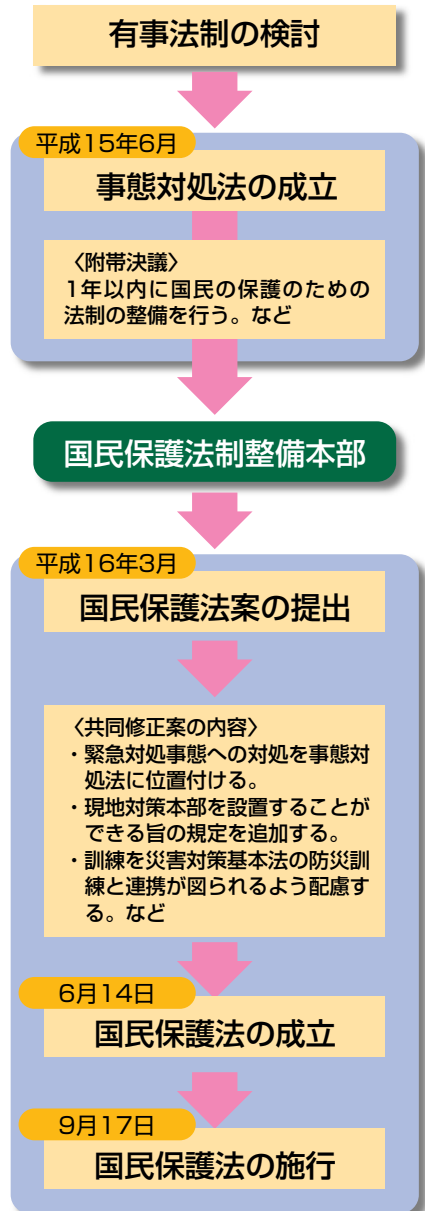 有事法制の検討
平成15年6月
事態対処法の成立
〈附帯決議〉
1年以内に国民の保護のための
法制の整備を行う。など
国民保護法制整備本部
平成16年3月
国民保護法案の提出
〈共同修正案の内容〉
・緊急対処事態への対処を事態対
処法に位置付ける。
・現地対策本部を設置することが
できる旨の規定を追加する。
・訓練を災害対策基本法の防災訓
練と連携が図られるよう配慮す
る。など
6月14日
国民保護法の成立
9月17日
国民保護法の施行